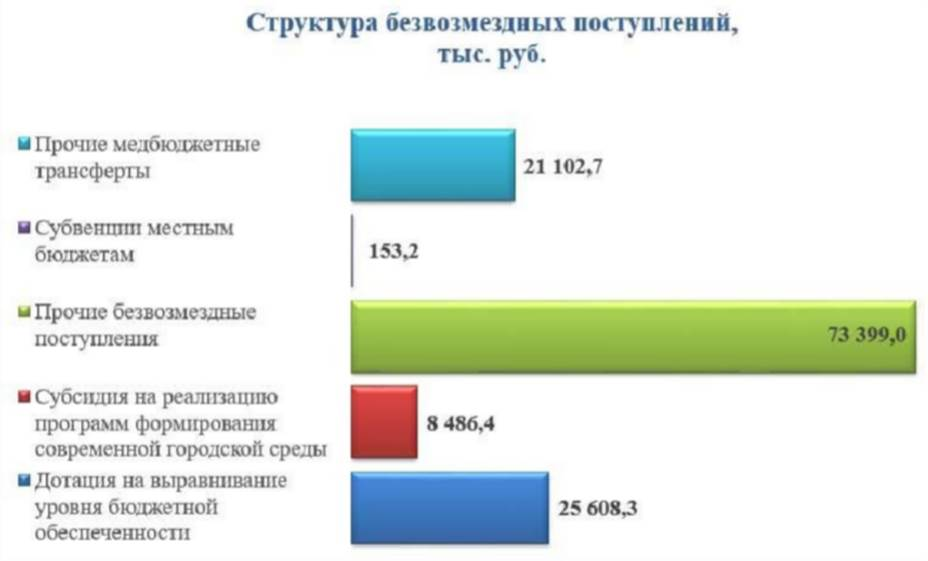 Структура безвозмездных поступлений,
тыс. руб.
Прочие медбюджетные
трансферты
21 102,7
Субвенции местным
бюджетам
153,2
Прочие безвозмездные
поступления
73 399,0
Субсидия на реализацию
программ формирования
современной городской среды
8 486,4
Дотация на выравнивание
уровня бюджетной
обеспеченности
25 608,3